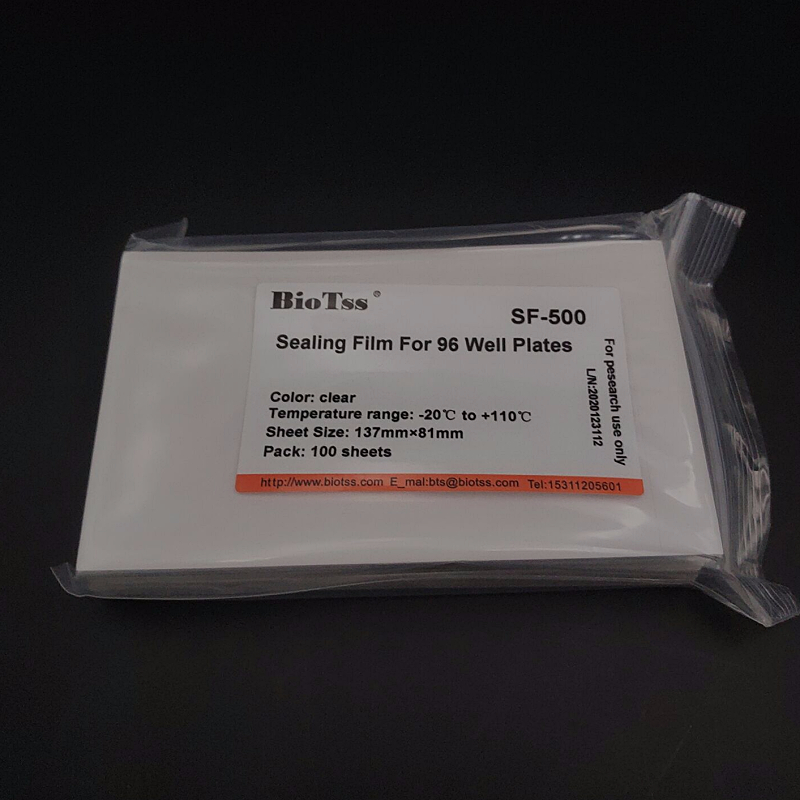 BioTss®
SF-500
Sealing Film For 96 Well Plates
Color: clear
Temperature range: -20℃ to +110℃
Sheet Size: 137mm×81mm
Pack: 100 sheets
For pesearch use only
L/N:2020123112
http://www.biotss.com E_mal:bts@biotss.com Tel:15311205601